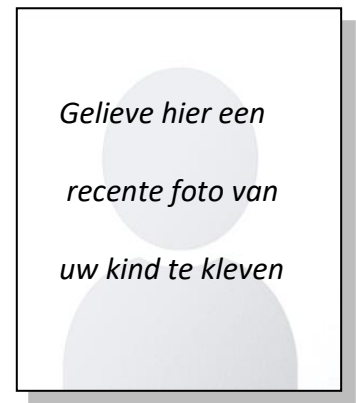 Gelieve hier een
recente foto van
uw kind te kleven